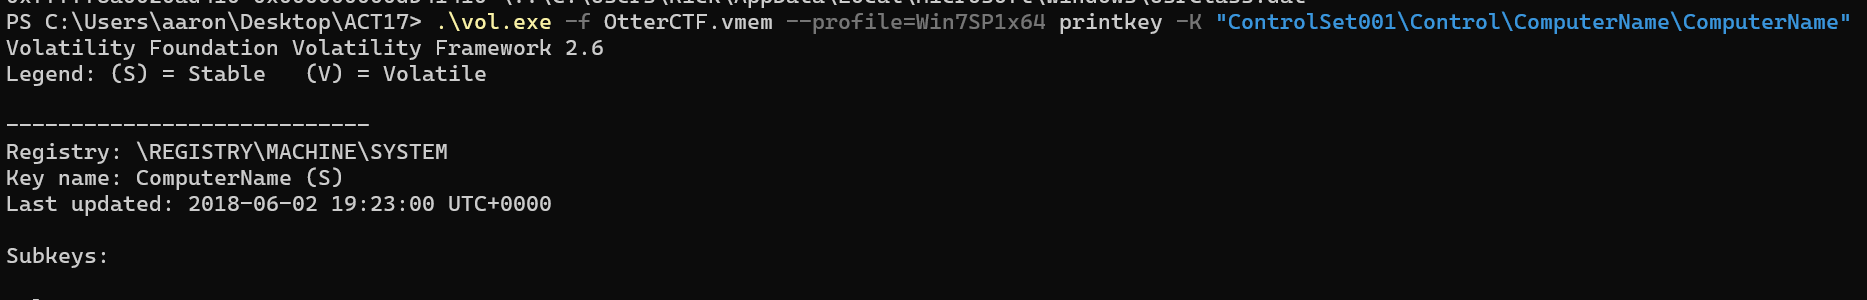 PS C:\Users\aaron\Desktop\ACT17> .\vol.exe -f OtterCTF.vmem --profile=Win7SP1x64 printkey -K "ControlSet001\Control\ComputerName\ComputerName"
Volatility Foundation Volatility Framework 2.6
Legend: (S) = Stable   (V) = Volatile
----------------------------
Registry: \REGISTRY\MACHINE\SYSTEM
Key name: ComputerName (S)
Last updated: 2018-06-02 19:23:00 UTC+0000
Subkeys: